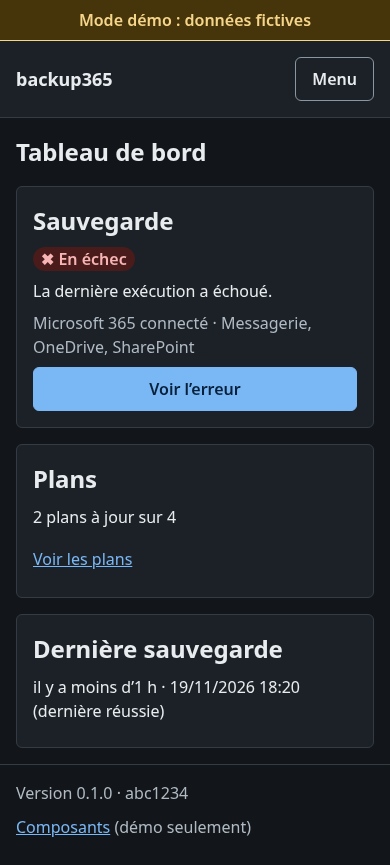 Mode démo : données fictives
backup365
Menu
Tableau de bord
Sauvegarde
✖ En échec
La dernière exécution a échoué.
Microsoft 365 connecté · Messagerie,
OneDrive, SharePoint
Voir l’erreur
Plans
2 plans à jour sur 4
Voir les plans
Dernière sauvegarde
il y a moins d’1 h · 19/11/2026 18:20
(dernière réussie)
Version 0.1.0 · abc1234
Composants (démo seulement)